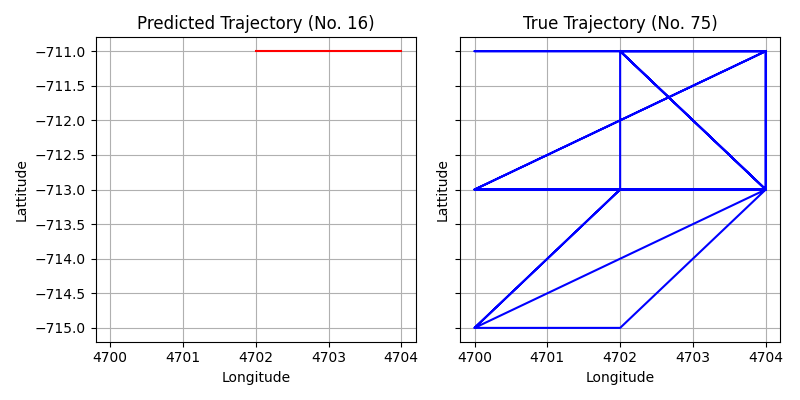 Predicted Trajectory (No. 16)
True Trajectory (No. 75)
−711.0
−711.5
−712.0
−712.5
−713.0
−713.5
−714.0
−714.5
−715.0
Lattitude
Lattitude
4700 4701 4702 4703 4704
4700 4701 4702 4703 4704
Longitude
Longitude